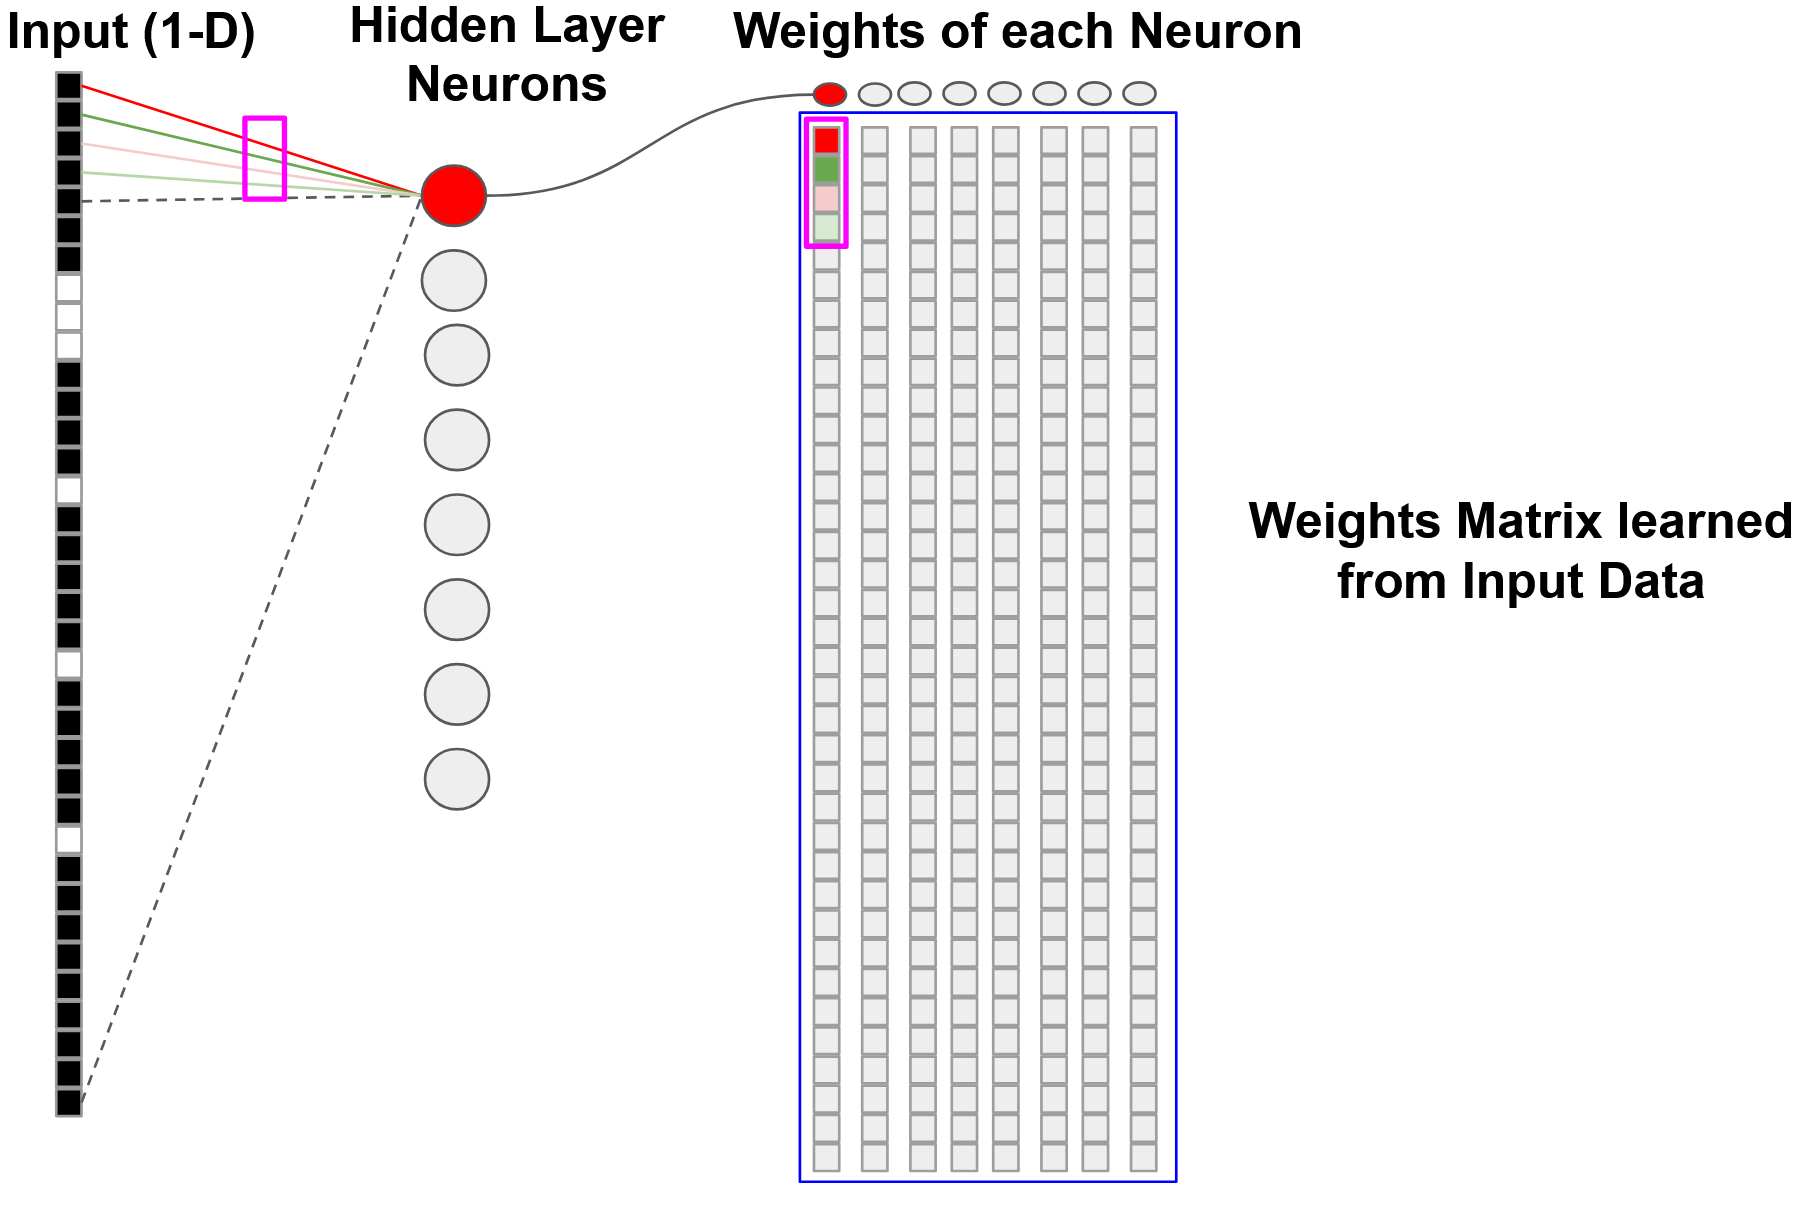 Input (1-D)
Hidden Layer
Neurons
Weights of each Neuron
Weights Matrix learned
from Input Data